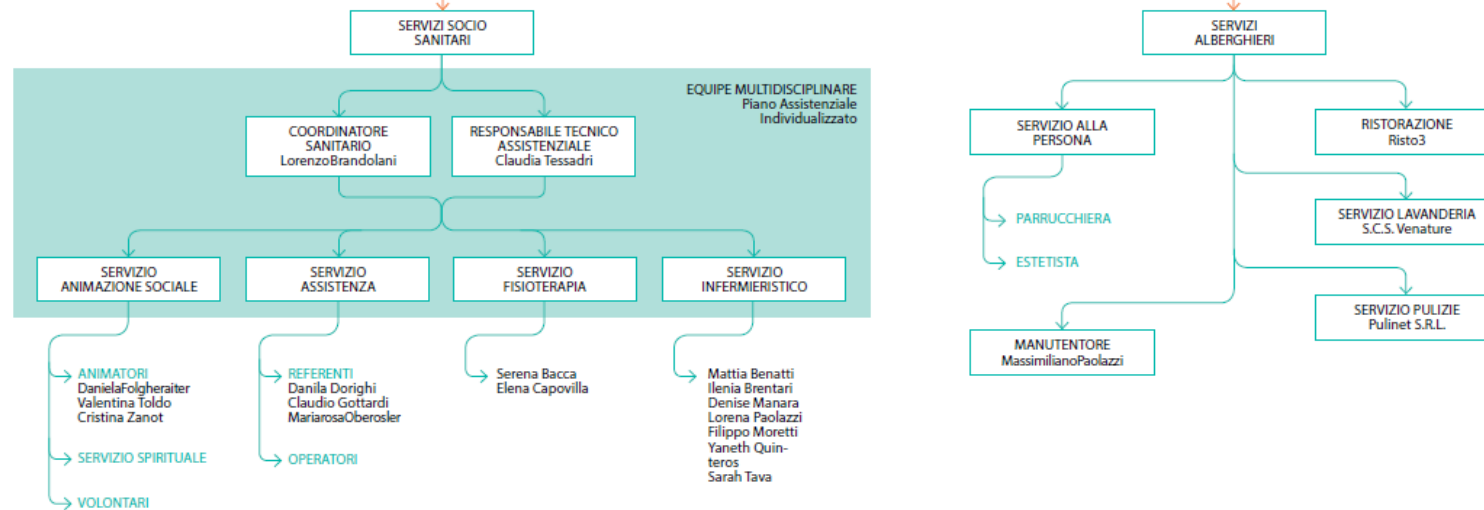 SERVIZI SOCIO
SANITARI
EQUIPE MULTIDISCIPLINARE
Piano Assistenziale
Individualizzato
COORDINATORE
SANITARIO
LorenzoBrandolani
RESPONSABILE TECNICO
ASSISTENZIALE
Claudia Tessadri
SERVIZIO
ANIMAZIONE SOCIALE
SERVIZIO
ASSISTENZA
SERVIZIO
FISIOTERAPIA
SERVIZIO
INFERMIERISTICO
ANIMATORI
DanielaFolgheraiter
Valentina Toldo
Cristina Zanot
SERVIZIO SPIRITUALE
VOLONTARI
REFERENTI
Danila Dorighi
Claudio Gottardi
MariarosaOberosler
OPERATORI
Serena Bacca
Elena Capovilla
Mattia Benatti
Ilenia Brentari
Denise Manara
Lorena Paolazzi
Filippo Moretti
Yaneth Quin-
teros
Sarah Tava
SERVIZI
ALBERGHIERI
SERVIZIO ALLA
PERSONA
PARRUCCHIERA
ESTETISTA
MANUTENTORE
MassimilianoPaolazzi
RISTORAZIONE
Risto3
SERVIZIO LAVANDERIA
S.C.S. Venature
SERVIZIO PULIZIE
Pulinet S.R.L.